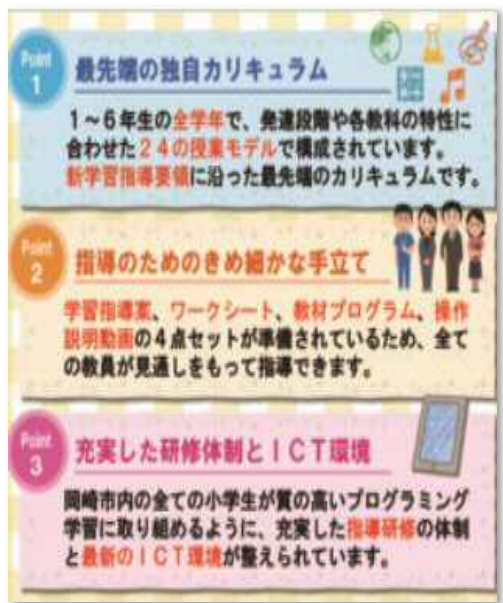 Point
1
最先端の独自カリキュラム
1～6年生の全学年で、発達段階や各教科の特性に
合わせた24の授業モデルで構成されています。
新学習指導要領に沿った最先端のカリキュラムです。
Point
2
指導のためのきめ細かな手立て
学習指導案、ワークシート、教材プログラム、操作
説明動画の4点セットが準備されているため、全て
の教員が見通しをもって指導できます。
Point
3
充実した研修体制とICT環境
岡崎市内の全ての小学生が質の高いプログラミング
学習に取り組めるように、充実した指導研修の体制
と最新のICT環境が整えられています。